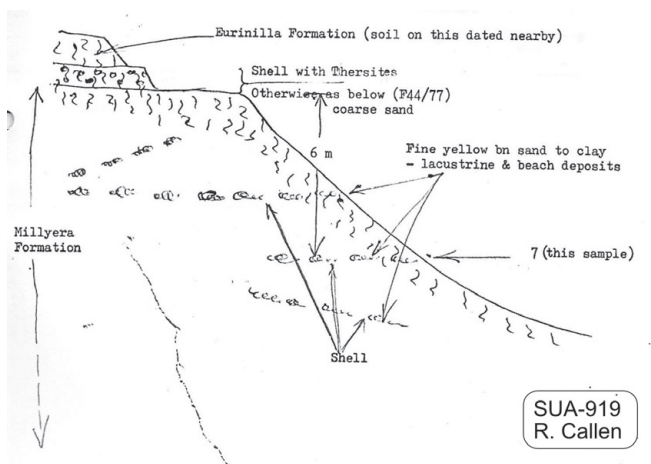 Eurinilla Formation (soil on this dated nearby)
Shell with Thersites
Otherwise as below (F44/77)
coarse sand
6 m
Fine yellow bn sand to clay
- lacustrine & beach deposits
Millyera
Formation
7 (this sample)
Shell
SUA-919
R. Callen